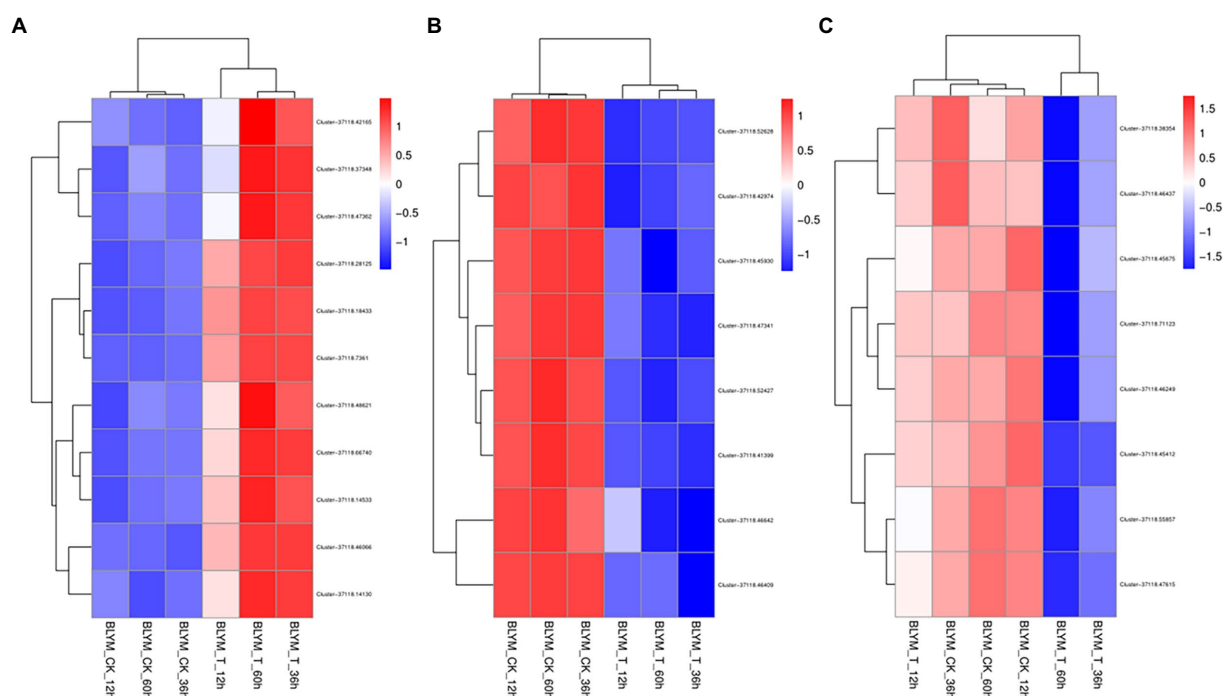 A
B
C
Cluster-37118.42165
Cluster-37118.37348
Cluster-37118.47362
Cluster-37118.28125
Cluster-37118.18433
Cluster-37118.7361
Cluster-37118.48621
Cluster-37118.66740
Cluster-37118.14533
Cluster-37118.46066
Cluster-37118.14130
1
0.5
0
−0.5
−1
BLYM_CK_12h
BLYM_CK_60h
BLYM_CK_36h
BLYM_T_12h
BLYM_T_60h
BLYM_T_36h
Cluster-37118.52628
Cluster-37118.42974
Cluster-37118.45930
Cluster-37118.47341
Cluster-37118.52427
Cluster-37118.41399
Cluster-37118.46642
Cluster-37118.46409
1
0.5
0
−0.5
−1
BLYM_CK_12h
BLYM_CK_60h
BLYM_CK_36h
BLYM_T_12h
BLYM_T_60h
BLYM_T_36h
Cluster-37118.38354
Cluster-37118.46437
Cluster-37118.45675
Cluster-37118.71123
Cluster-37118.46249
Cluster-37118.45412
Cluster-37118.55957
Cluster-37118.47615
1.5
1
0.5
0
−0.5
−1
−1.5
BLYM_T_12h
BLYM_CK_36h
BLYM_CK_60h
BLYM_CK_12h
BLYM_T_60h
BLYM_T_36h